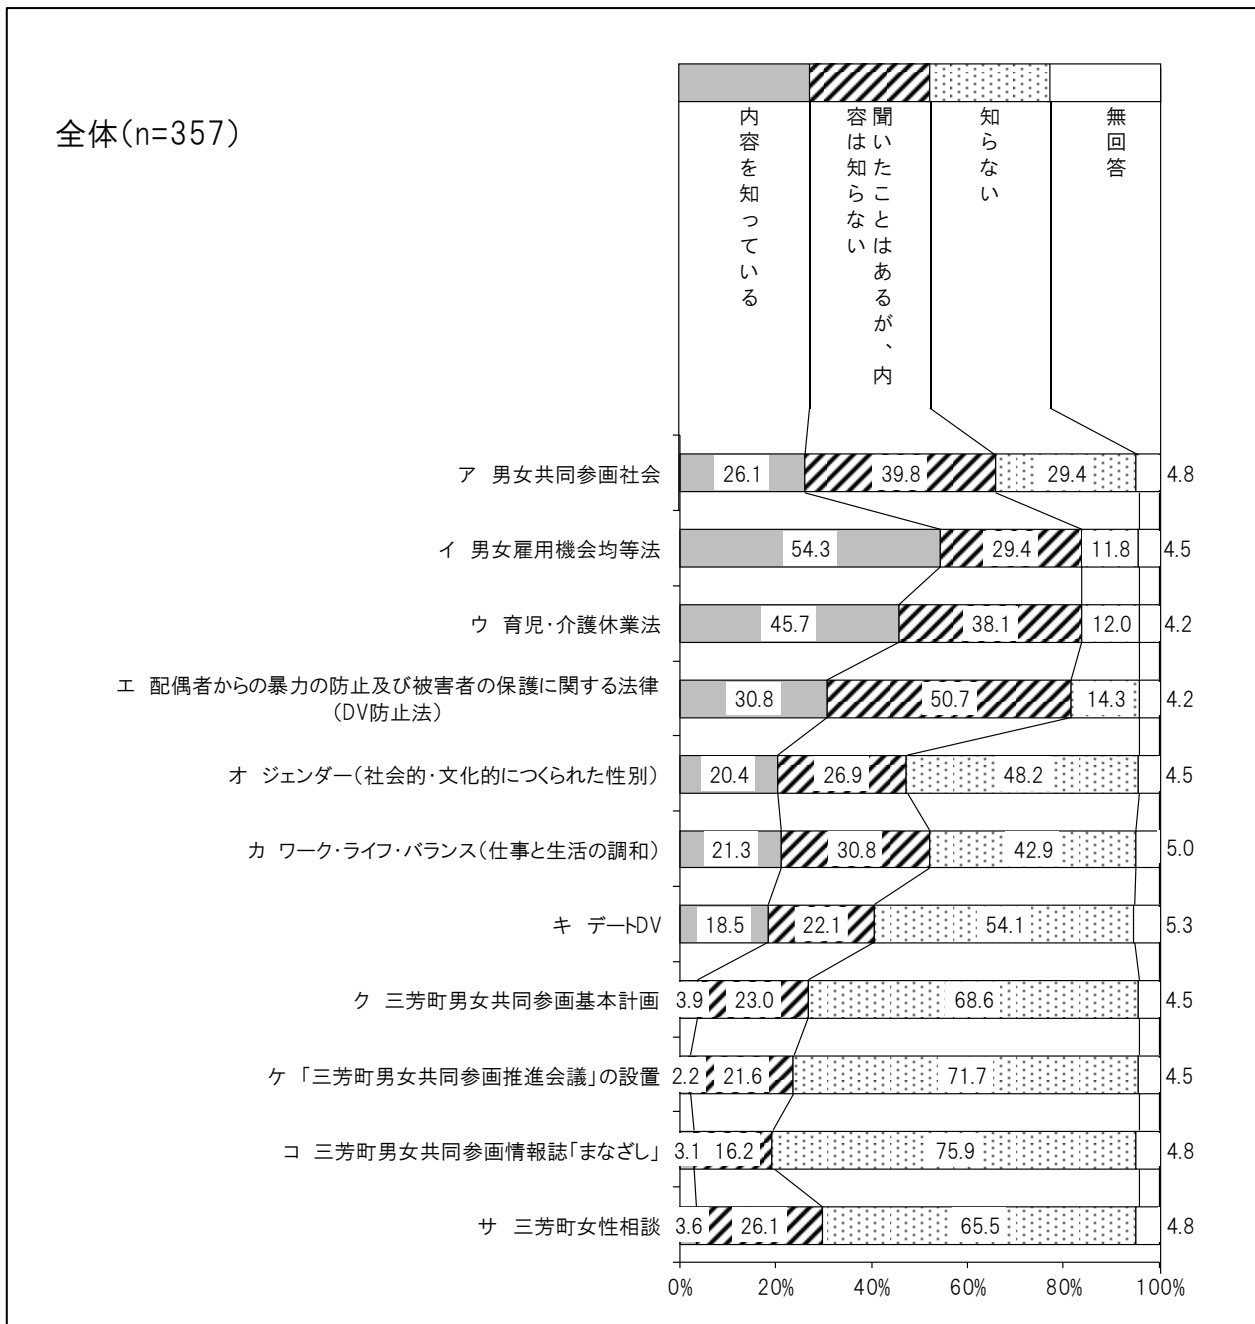 全体(n=357)
内容を知っている
聞いたことはあるが、内
容は知らない
知らない
無回答
ア 男女共同参画社会 26.1 39.8 29.4 4.8
イ 男女雇用機会均等法 54.3 29.4 11.8 4.5
ウ 育児・介護休業法 45.7 38.1 12.0 4.2
エ 配偶者からの暴力の防止及び被害者の保護に関する法律
(DV防止法) 30.8 50.7 14.3 4.2
オ ジェンダー(社会的・文化的につくられた性別) 20.4 26.9 48.2 4.5
カ ワーク・ライフ・バランス(仕事と生活の調和) 21.3 30.8 42.9 5.0
キ デートDV 18.5 22.1 54.1 5.3
ク 三芳町男女共同参画基本計画 3.9 23.0 68.6 4.5
ケ 「三芳町男女共同参画推進会議」の設置 2.2 21.6 71.7 4.5
コ 三芳町男女共同参画情報誌「まなざし」 3.1 16.2 75.9 4.8
サ 三芳町女性相談 3.6 26.1 65.5 4.8
0% 20% 40% 60% 80% 100%